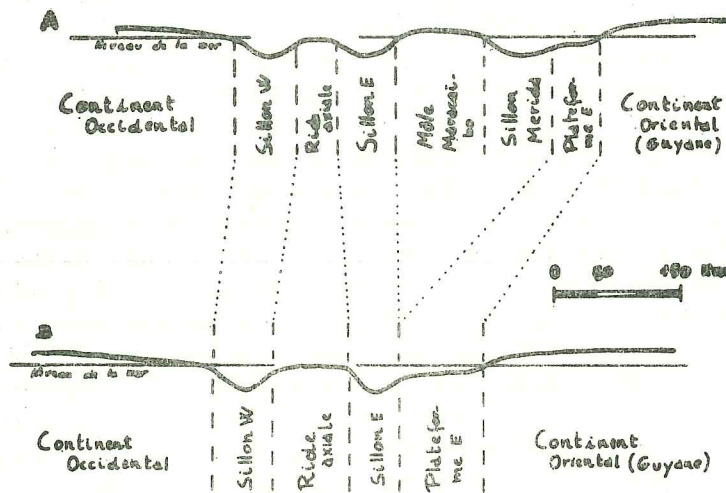 A
Niveau de la mer
Continent
Occidental
Sillon W
Ride
axiale
Sillon E
Môle
Maracai-
bo
Sillon
Merida
Platefor-
me E
Continent
Oriental
(Guyane)
0
B
Niveau de la mer
Continent
Occidental
Sillon W
Ride
axiale
Sillon E
Platefor-
me E
Continent
Oriental (Guyane)